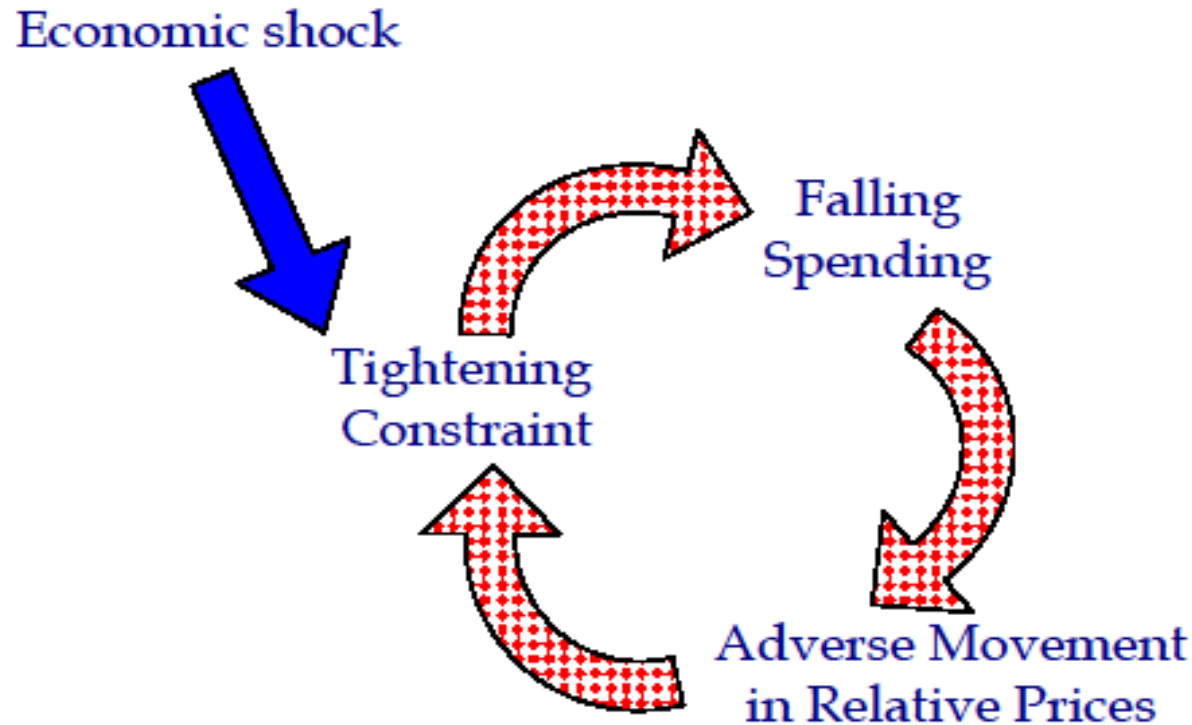 Economic shock
Falling
Spending
Tightening
Constraint
Adverse Movement
in Relative Prices